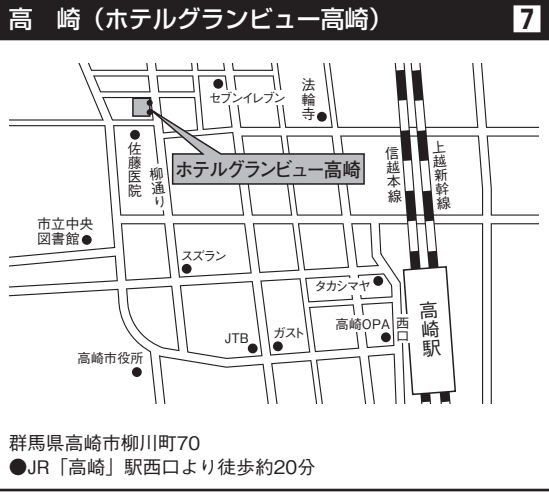 高　崎（ホテルグランビュー高崎）　7
セブンイレブン
法輪寺
佐藤医院
柳通り
ホテルグランビュー高崎
信越本線
上越新幹線
市立中央
図書館
スズラン
タカシマヤ
高崎OPA
西口
高崎駅
JTB
ガスト
高崎市役所
群馬県高崎市柳川町70
●JR「高崎」駅西口より徒歩約20分